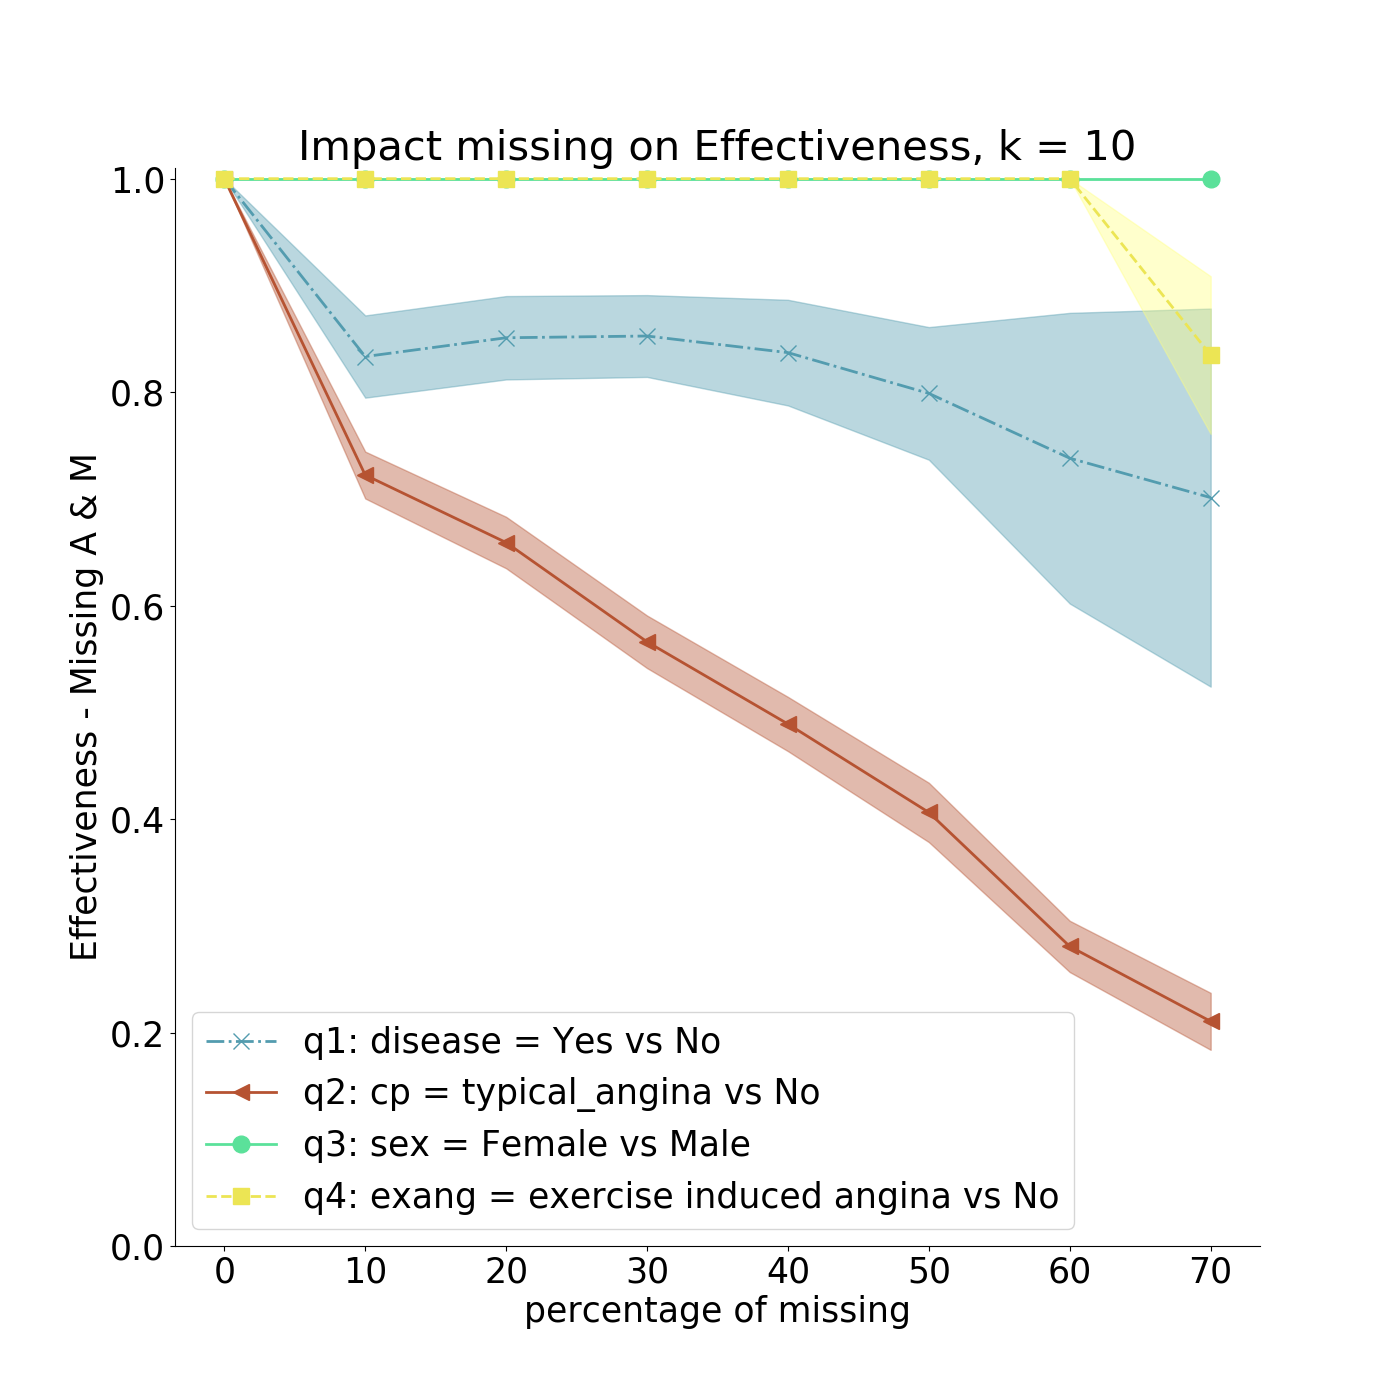 Impact missing on Effectiveness, k = 10
Effectiveness - Missing A & M
1.0
0.8
0.6
0.4
0.2
0.0
q1: disease = Yes vs No
q2: cp = typical_angina vs No
q3: sex = Female vs Male
q4: exang = exercise induced angina vs No
0 10 20 30 40 50 60 70
percentage of missing